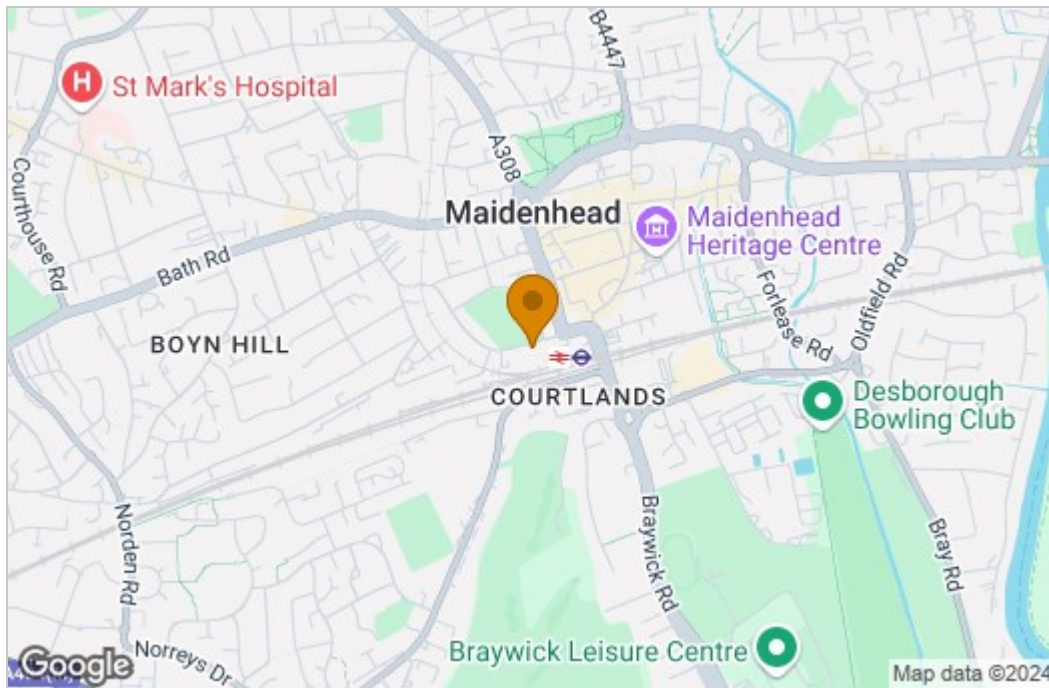 B4447
H
St Mark's Hospital
A308
Courthouse Rd
Maidenhead
Maidenhead
Heritage Centre
Bath Rd
Forlease Rd
Oldfield Rd
BOYN HILL
COURTLANDS
Desborough
Bowling Club
Norden Rd
Braywick Rd
Bray Rd
Norreys Dr
Braywick Leisure Centre
Google
Map data ©2024